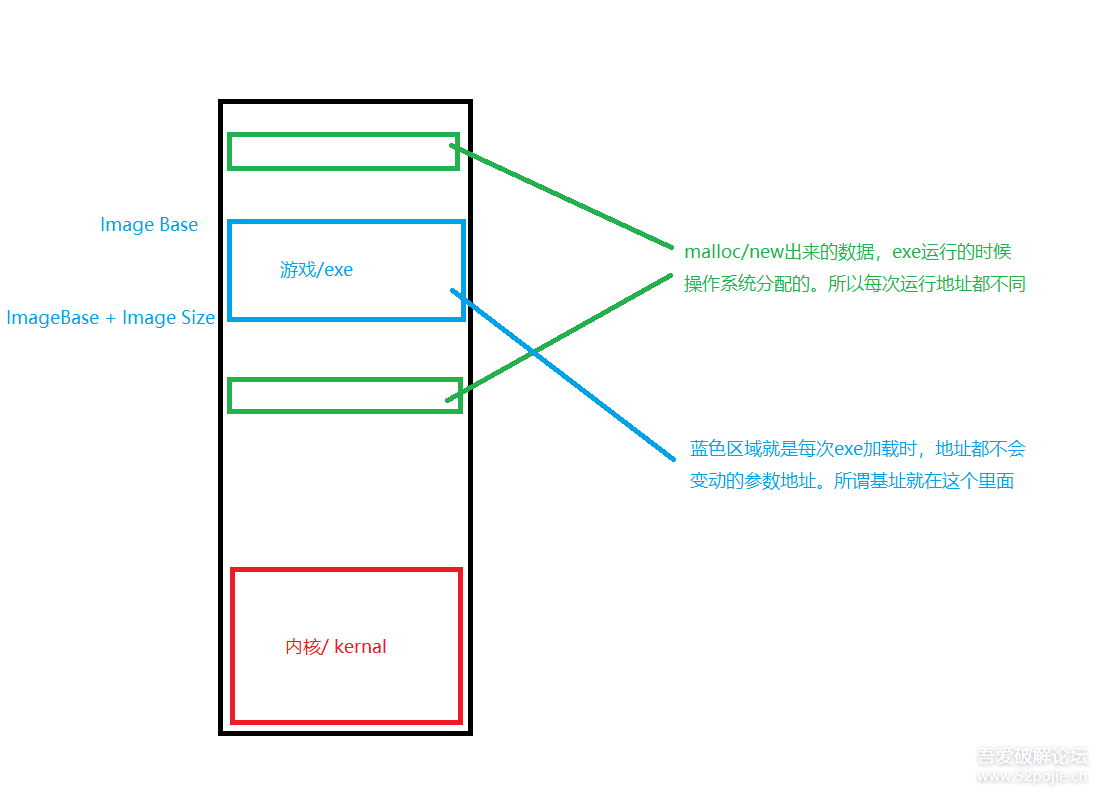 Image Base
游戏/exe
malloc/new出来的数据，exe运行的时候
操作系统分配的。所以每次运行地址都不同
ImageBase + Image Size
蓝色区域就是每次exe加载时，地址都不会
变动的参数地址。所谓基址就在这个里面
内核/ kernal
吾爱破解论坛
www.52pojie.cn